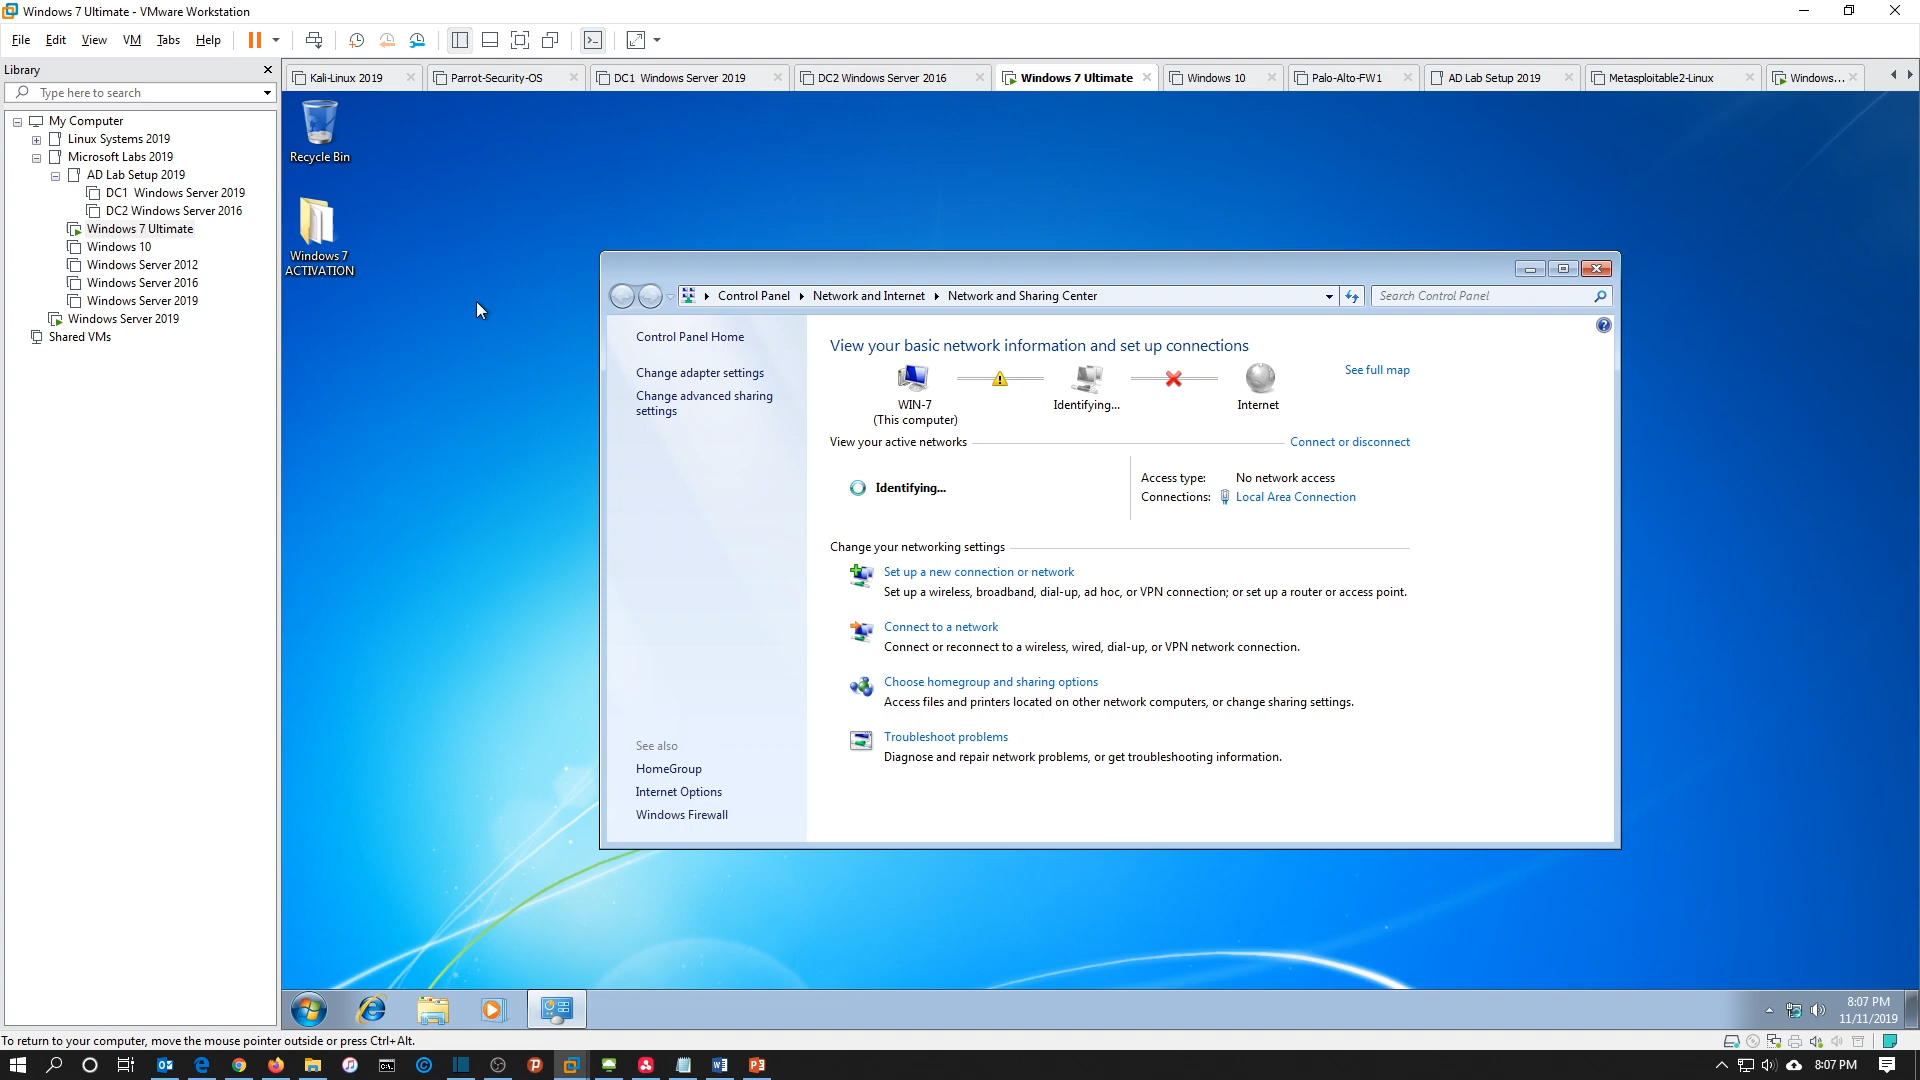 Windows 7 Ultimate - VMware Workstation
File Edit View VM Tabs Help
Library
Type here to search
My Computer
Linux Systems 2019
Microsoft Labs 2019
AD Lab Setup 2019
DC1 Windows Server 2019
DC2 Windows Server 2016
Windows 7 Ultimate
Windows 10
Windows Server 2012
Windows Server 2016
Windows Server 2019
Windows Server 2019
Shared VMs
Kali-Linux 2019
Parrot-Security-OS
DC1 Windows Server 2019
DC2 Windows Server 2016
Windows 7 Ultimate
Windows 10
Palo-Alto-FW1
AD Lab Setup 2019
Metasploitable2-Linux
Windows...
Recycle Bin
Windows 7
ACTIVATION
Control Panel
Network and Internet
Network and Sharing Center
Search Control Panel
Control Panel Home
Change adapter settings
Change advanced sharing
settings
See also
HomeGroup
Internet Options
Windows Firewall
View your basic network information and set up connections
See full map
WIN-7
(This computer)
Identifying...
Internet
View your active networks
Connect or disconnect
Identifying...
Access type: No network access
Connections: Local Area Connection
Change your networking settings
Set up a new connection or network
Set up a wireless, broadband, dial-up, ad hoc, or VPN connection; or set up a router or access point.
Connect to a network
Connect or reconnect to a wireless, wired, dial-up, or VPN network connection.
Choose homegroup and sharing options
Access files and printers located on other network computers, or change sharing settings.
Troubleshoot problems
Diagnose and repair network problems, or get troubleshooting information.
8:07 PM
11/11/2019
To return to your computer, move the mouse pointer outside or press Ctrl+Alt.
8:07 PM